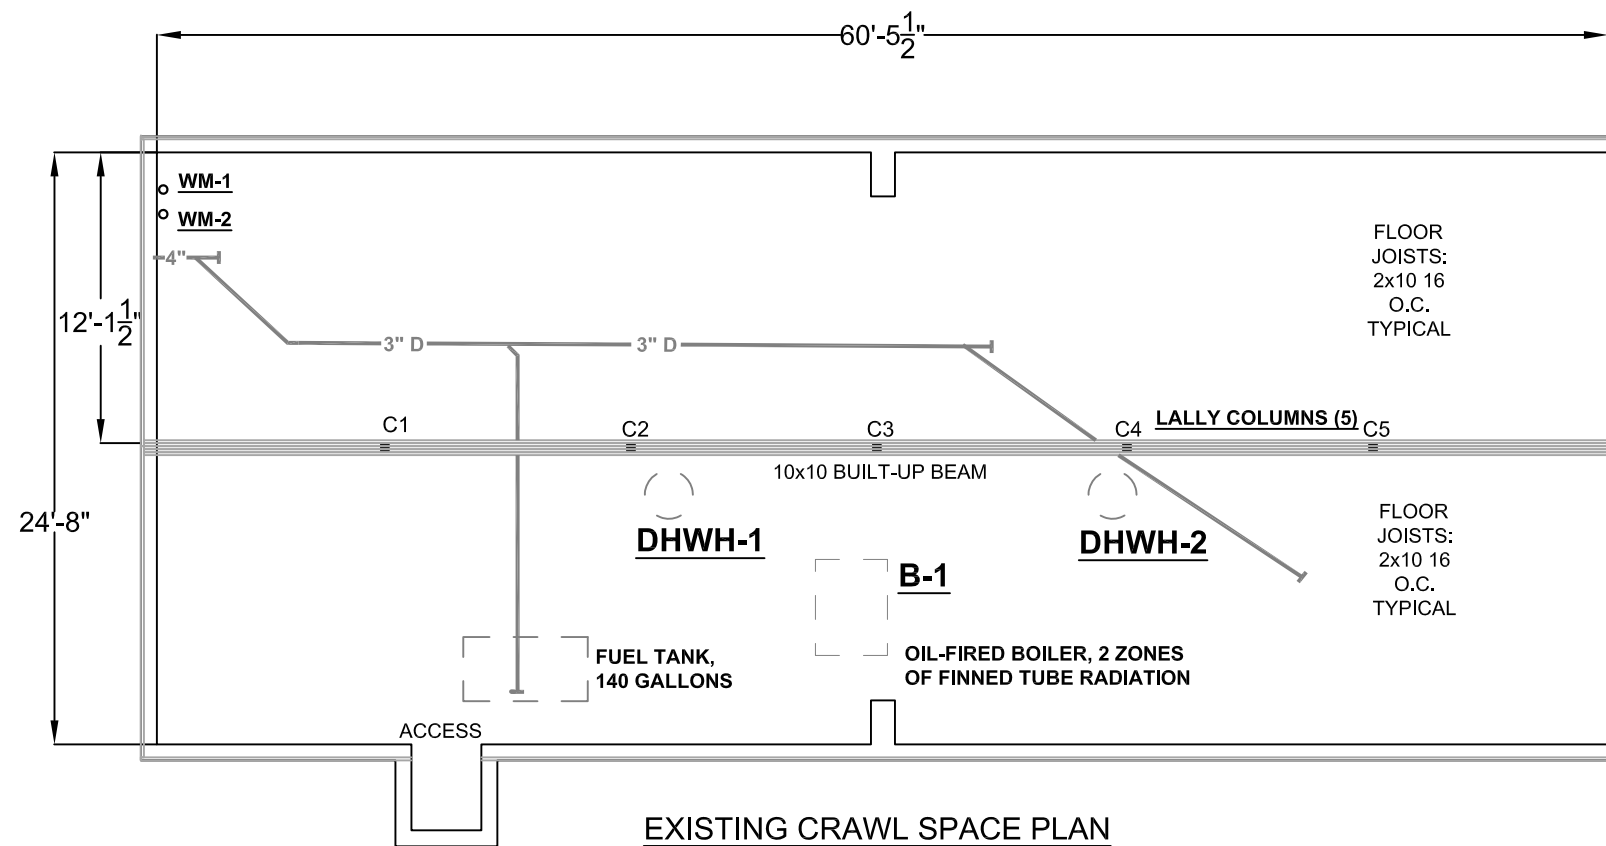 60'-5 1/2"
WM-1
WM-2
4"
FLOOR
JOISTS:
2x10 16
O.C.
TYPICAL
12'-1 1/2"
3" D
3" D
C1
C2
C3
C4
LALLY COLUMNS (5)
C5
10x10 BUILT-UP BEAM
24'-8"
DHWH-1
DHWH-2
FLOOR
JOISTS:
2x10 16
O.C.
TYPICAL
B-1
FUEL TANK,
140 GALLONS
OIL-FIRED BOILER, 2 ZONES
OF FINNED TUBE RADIATION
ACCESS
EXISTING CRAWL SPACE PLAN